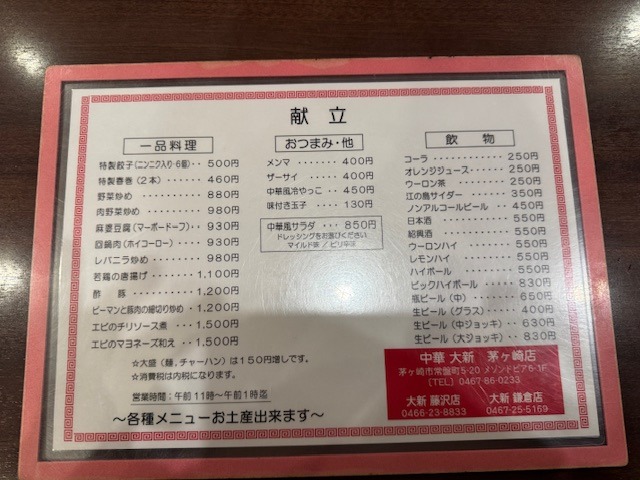 献立
一品料理
特製餃子(ニンニク入り・6個)・・500円
特製春巻(2本)・・・・460円
野菜炒め・・・・・・・880円
肉野菜炒め・・・・・・980円
麻婆豆腐(マーボードーフ)・・930円
回鍋肉(ホイコーロー)・・・930円
レバニラ炒め・・・・・980円
若鶏の唐揚げ・・・・・1,100円
酢豚・・・・・・・・・1,200円
ピーマンと豚肉の細切り炒め・1,200円
エビのチリソース煮・・・1,500円
エビのマヨネーズ和え・・1,500円
☆大盛(麺,チャーハン)は150円増しです。
☆消費税は内税になります。
営業時間:午前11時〜午前1時迄
〜各種メニューお土産出来ます〜
おつまみ・他
メンマ・・・・・・・400円
ザーサイ・・・・・・400円
中華風冷やっこ・・・450円
味付き玉子・・・・・130円
中華風サラダ・・・850円
ドレッシングをお選びください
マイルド味/ピリ辛味
飲物
コーラ・・・・・・・・・・・・250円
オレンジジュース・・・・・・250円
ウーロン茶・・・・・・・・・250円
江の島サイダー・・・・・・350円
ノンアルコールビール・・・450円
日本酒・・・・・・・・・・550円
紹興酒・・・・・・・・・・550円
ウーロンハイ・・・・・・・550円
レモンハイ・・・・・・・・550円
ハイボール・・・・・・・・550円
ビックハイボール・・・・・830円
瓶ビール(中)・・・・・・650円
生ビール(グラス)・・・・400円
生ビール(中ジョッキ)・・630円
生ビール(大ジョッキ)・・830円
中華 大新 茅ヶ崎店
茅ヶ崎市常盤町5-20 メゾンドピア6-1F
〔TEL〕0467-86-0233
大新 藤沢店
0466-23-8833
大新 鎌倉店
0467-25-5169